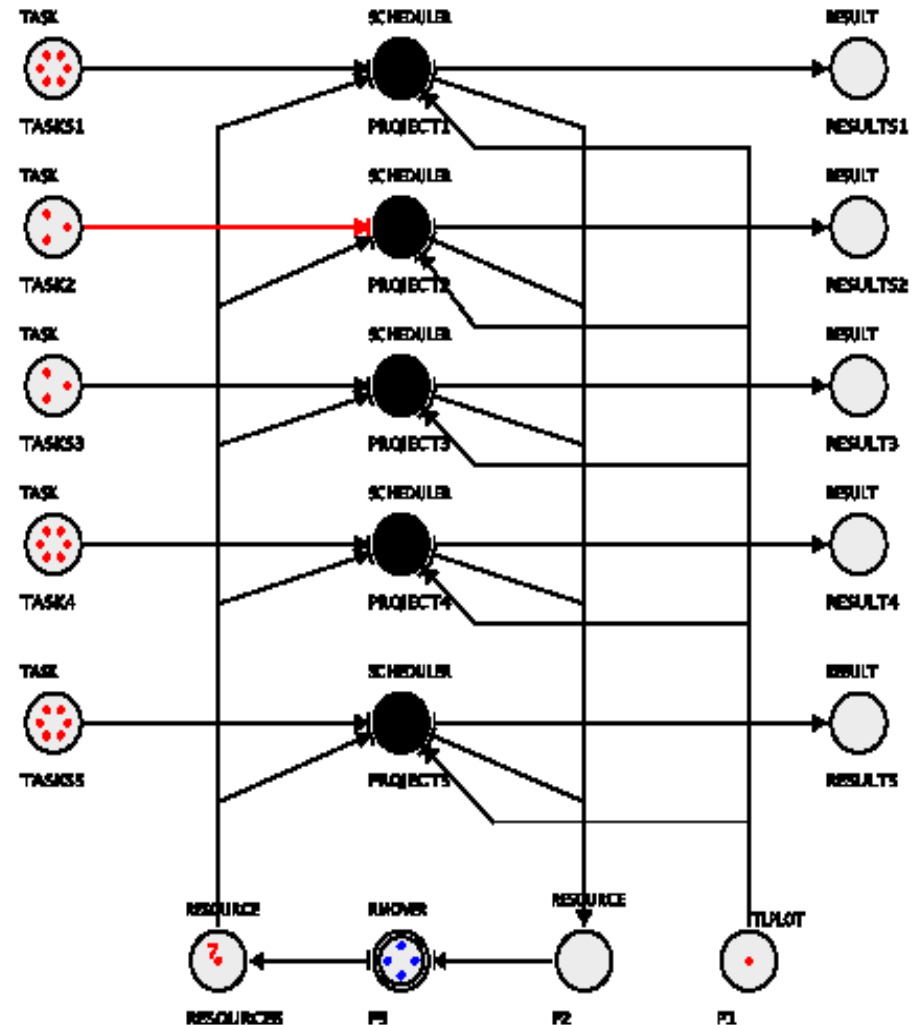 TASK SCHEDULER RESULT
TASKS1 PROJECT1 RESULTS1
TASK SCHEDULER RESULT
TASK2 PROJECT2 RESULTS2
TASK SCHEDULER RESULT
TASKS3 PROJECT3 RESULT3
TASK SCHEDULER RESULT
TASK4 PROJECT4 RESULT4
TASK SCHEDULER RESULT
TASKS5 PROJECT5 RESULT5
RESOURCE RMOVER RESOURCE TLPLOT
7
RESOURCES P3 P2 P1